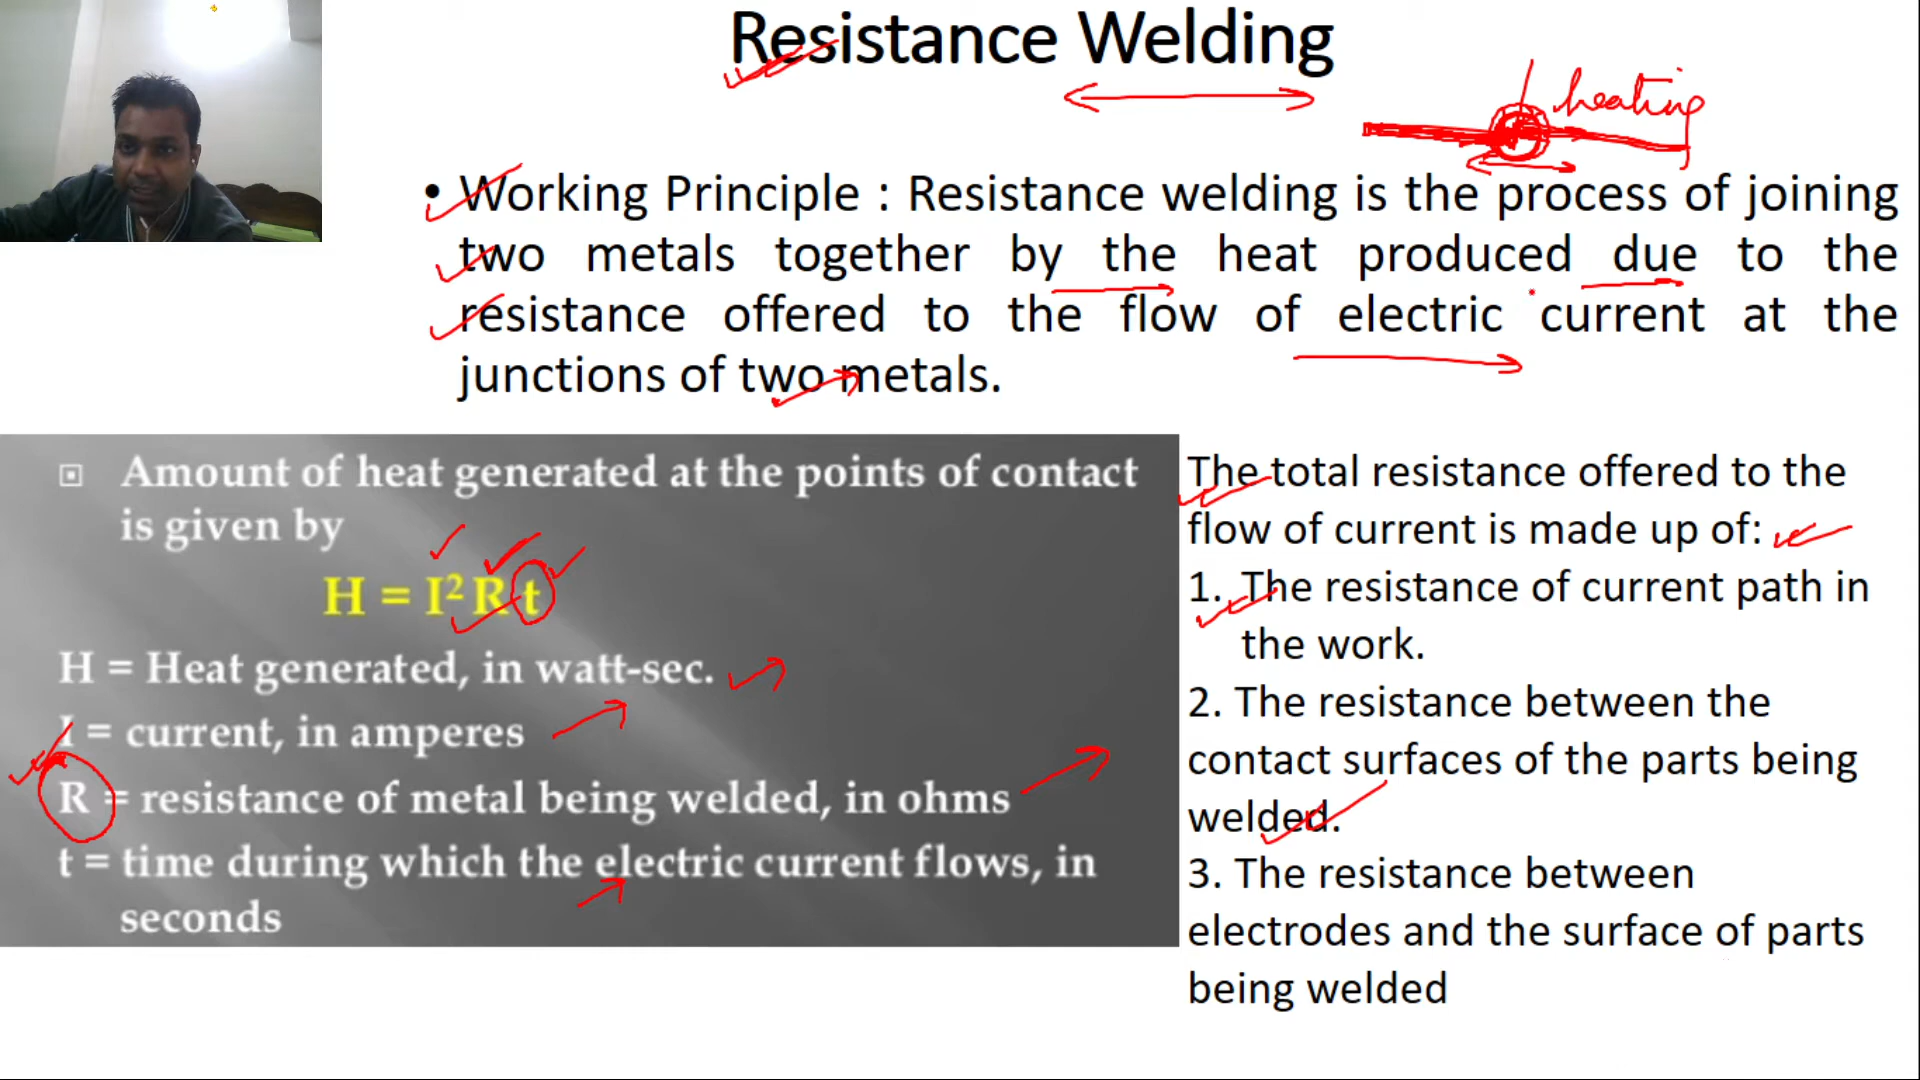 Resistance Welding
heating
• Working Principle : Resistance welding is the process of joining
two metals together by the heat produced due to the
resistance offered to the flow of electric current at the
junctions of two metals.
Amount of heat generated at the points of contact
is given by
H = I² R t
H = Heat generated, in watt-sec.
I = current, in amperes
R = resistance of metal being welded, in ohms
t = time during which the electric current flows, in
seconds
The total resistance offered to the
flow of current is made up of:
1. The resistance of current path in
the work.
2. The resistance between the
contact surfaces of the parts being
welded.
3. The resistance between
electrodes and the surface of parts
being welded